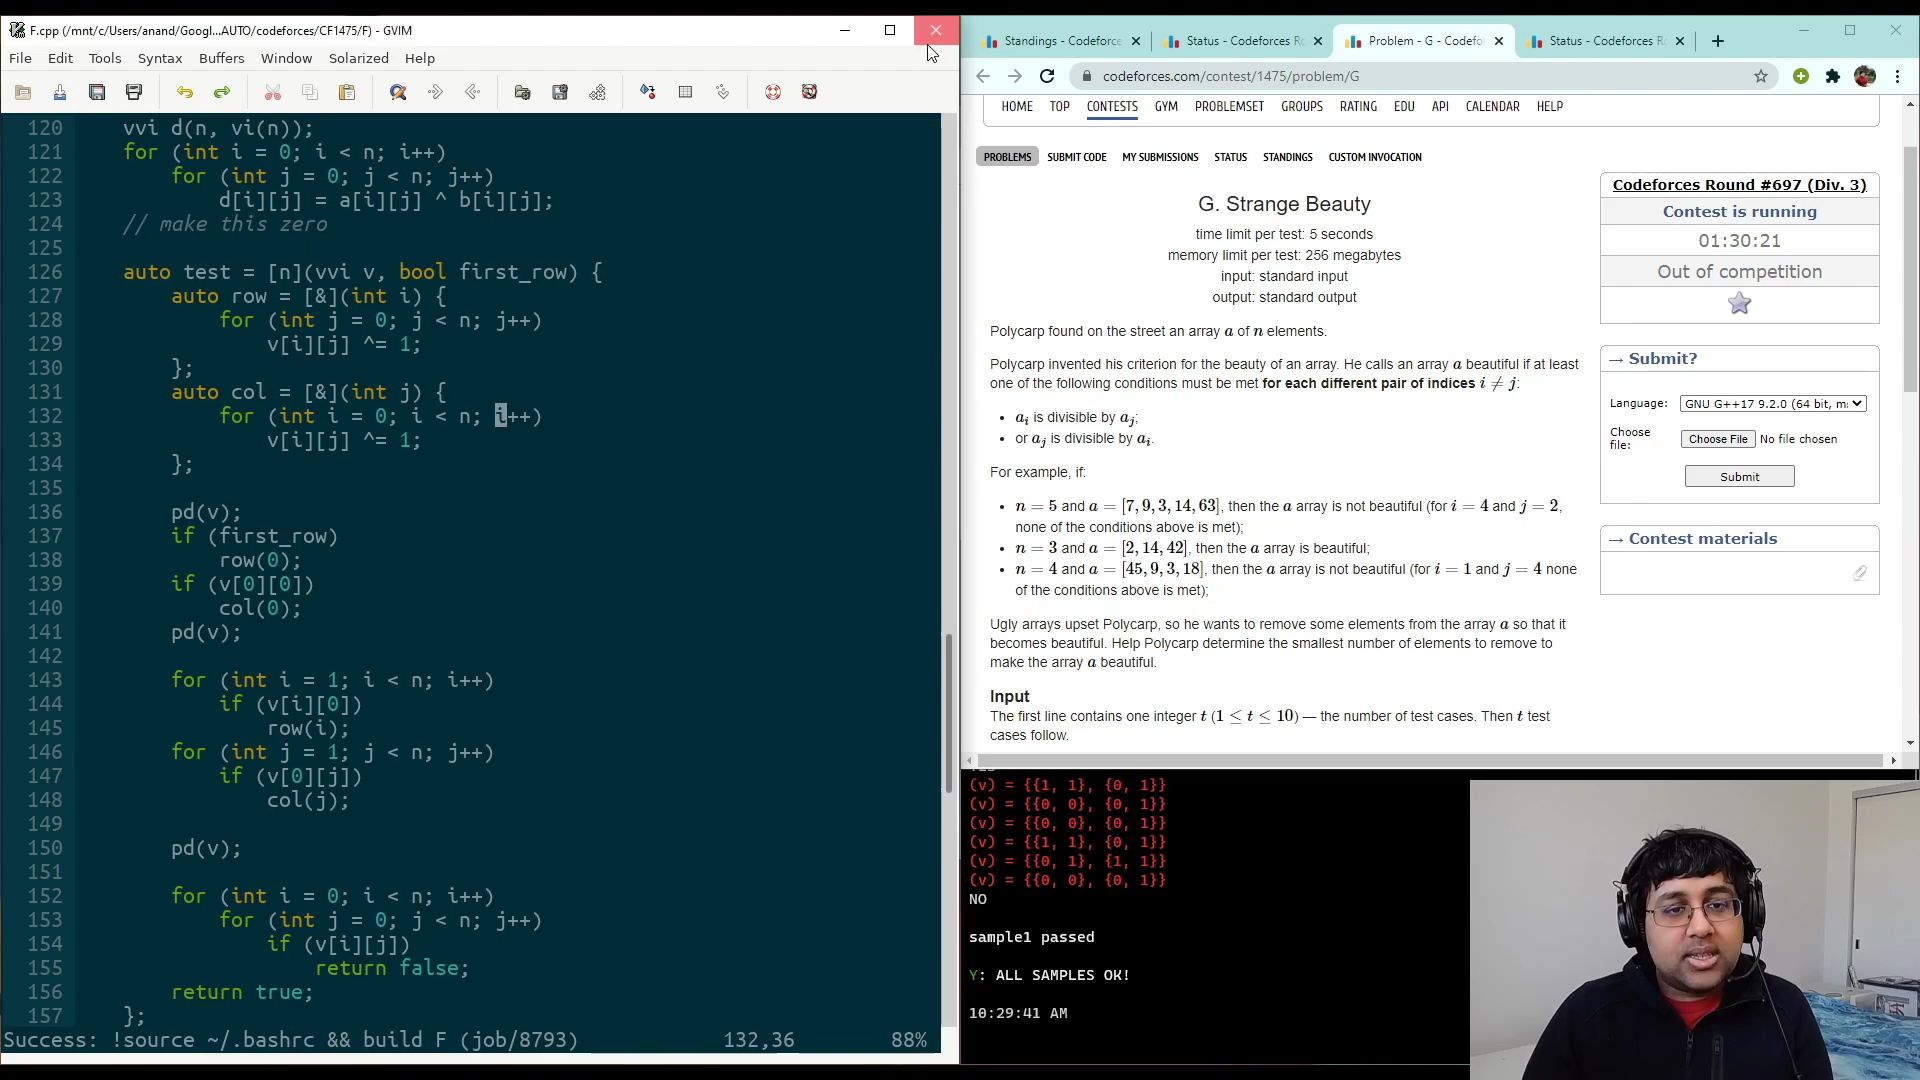 F.cpp (/mnt/c/Users/anand/Googl...AUTO/codeforces/CF1475/F) - GVIM
File Edit Tools Syntax Buffers Window Solarized Help
120 vvi d(n, vi(n));
121 for (int i = 0; i < n; i++)
122 for (int j = 0; j < n; j++)
123 d[i][j] = a[i][j] ^ b[i][j];
124 // make this zero
125
126 auto test = [n](vvi v, bool first_row) {
127 auto row = [&](int i) {
128 for (int j = 0; j < n; j++)
129 v[i][j] ^= 1;
130 };
131 auto col = [&](int j) {
132 for (int i = 0; i < n; i++)
133 v[i][j] ^= 1;
134 };
135
136 pd(v);
137 if (first_row)
138 row(0);
139 if (v[0][0])
140 col(0);
141 pd(v);
142
143 for (int i = 1; i < n; i++)
144 if (v[i][0])
145 row(i);
146 for (int j = 1; j < n; j++)
147 if (v[0][j])
148 col(j);
149
150 pd(v);
151
152 for (int i = 0; i < n; i++)
153 for (int j = 0; j < n; j++)
154 if (v[i][j])
155 return false;
156 return true;
157 };
Success: !source ~/.bashrc && build F (job/8793) 132,36 88%
Standings - Codeforce
Status - Codeforces Ro
Problem - G - Codefo
Status - Codeforces R
codeforces.com/contest/1475/problem/G
HOME TOP CONTESTS GYM PROBLEMSET GROUPS RATING EDU API CALENDAR HELP
PROBLEMS SUBMIT CODE MY SUBMISSIONS STATUS STANDINGS CUSTOM INVOCATION
G. Strange Beauty
time limit per test: 5 seconds
memory limit per test: 256 megabytes
input: standard input
output: standard output
Polycarp found on the street an array a of n elements.
Polycarp invented his criterion for the beauty of an array. He calls an array a beautiful if at least
one of the following conditions must be met for each different pair of indices i ≠ j:
• aᵢ is divisible by aⱼ;
• or aⱼ is divisible by aᵢ.
For example, if:
• n = 5 and a = [7, 9, 3, 14, 63], then the a array is not beautiful (for i = 4 and j = 2,
none of the conditions above is met);
• n = 3 and a = [2, 14, 42], then the a array is beautiful;
• n = 4 and a = [45, 9, 3, 18], then the a array is not beautiful (for i = 1 and j = 4 none
of the conditions above is met);
Ugly arrays upset Polycarp, so he wants to remove some elements from the array a so that it
becomes beautiful. Help Polycarp determine the smallest number of elements to remove to
make the array a beautiful.
Input
The first line contains one integer t (1 ≤ t ≤ 10) — the number of test cases. Then t test
cases follow.
Codeforces Round #697 (Div. 3)
Contest is running
01:30:21
Out of competition
→ Submit?
Language: GNU G++17 9.2.0 (64 bit, m
Choose file: Choose File No file chosen
Submit
→ Contest materials
(v) = {{1, 1}, {0, 1}}
(v) = {{0, 0}, {0, 1}}
(v) = {{0, 0}, {0, 1}}
(v) = {{1, 1}, {0, 1}}
(v) = {{0, 1}, {1, 1}}
(v) = {{0, 0}, {0, 1}}
NO
sample1 passed
Y: ALL SAMPLES OK!
10:29:41 AM